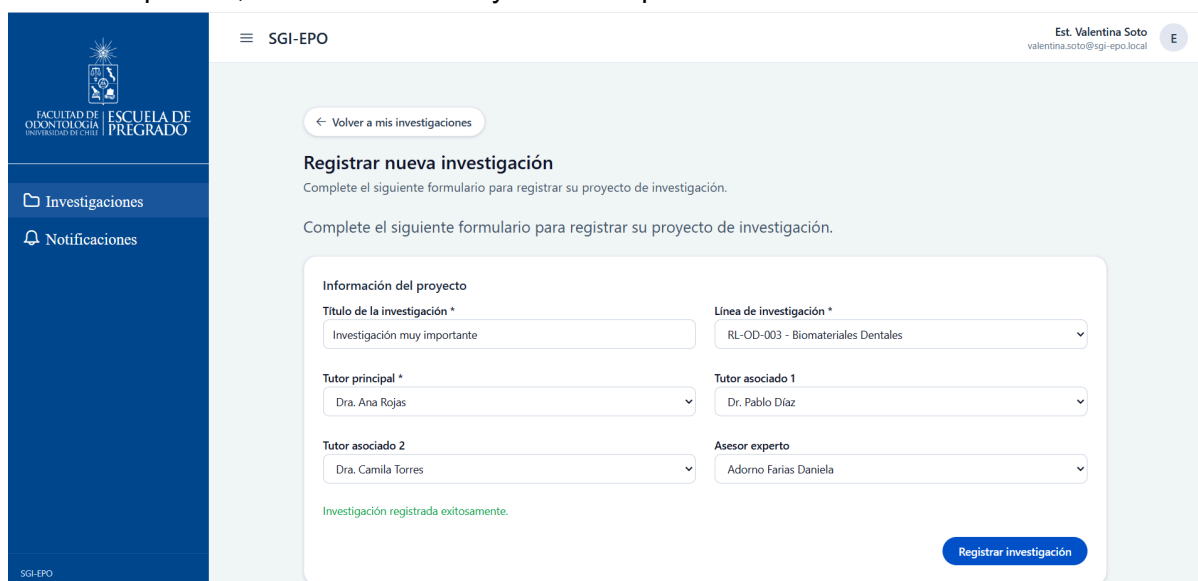 SGI-EPO
Est. Valentina Soto
valentina.soto@sgi-epo.local
E
FACULTAD DE
ODONTOLOGÍA
UNIVERSIDAD DE CHILE
ESCUELA DE
PREGRADO
Investigaciones
Notificaciones
← Volver a mis investigaciones
Registrar nueva investigación
Complete el siguiente formulario para registrar su proyecto de investigación.
Complete el siguiente formulario para registrar su proyecto de investigación.
Información del proyecto
Título de la investigación *
Investigación muy importante
Línea de investigación *
RL-OD-003 - Biomateriales Dentales
Tutor principal *
Dra. Ana Rojas
Tutor asociado 1
Dr. Pablo Díaz
Tutor asociado 2
Dra. Camila Torres
Asesor experto
Adorno Farias Daniela
Investigación registrada exitosamente.
Registrar investigación
SGI-EPO